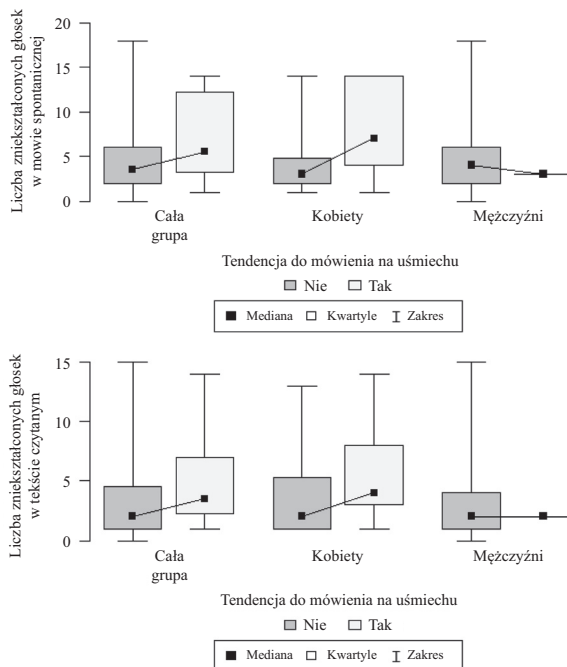 Liczba zniekształconych głosek
w mowie spontanicznej
20
15
10
5
0
Cała
grupa
Kobiety
Mężczyźni
Tendencja do mówienia na uśmiechu
Nie Tak
Mediana Kwartyle Zakres
Liczba zniekształconych głosek
w tekście czytanym
15
10
5
0
Cała
grupa
Kobiety
Mężczyźni
Tendencja do mówienia na uśmiechu
Nie Tak
Mediana Kwartyle Zakres